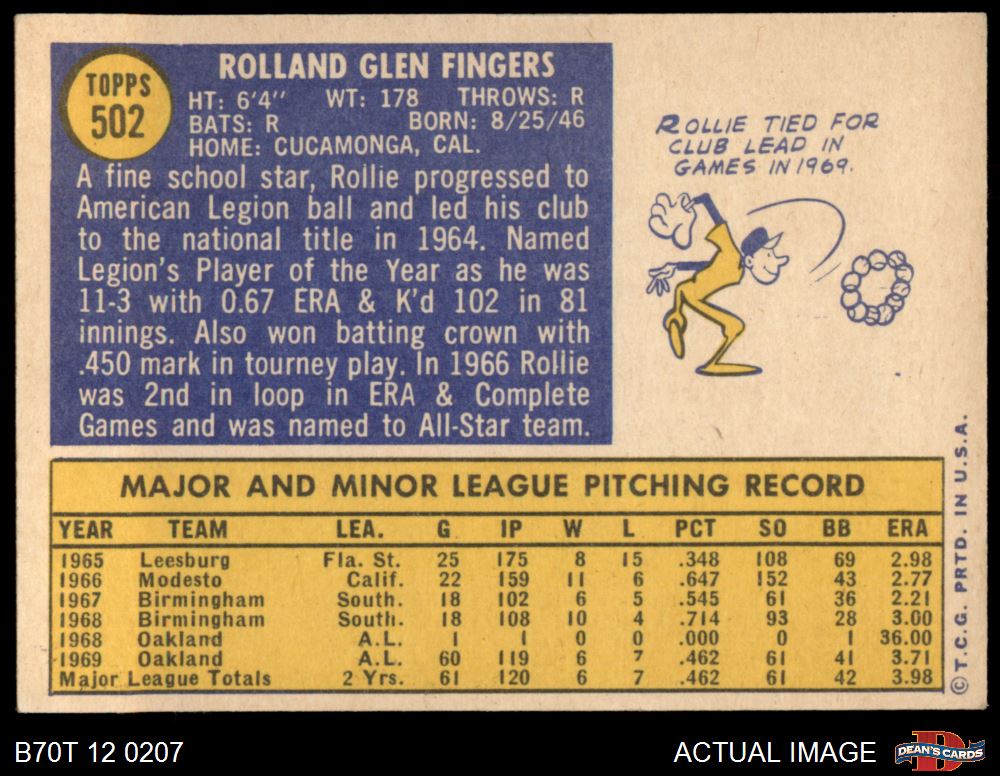 TOPPS
502
ROLLAND GLEN FINGERS
HT: 6'4" WT: 178 THROWS: R
BATS: R BORN: 8/25/46
HOME: CUCAMONGA, CAL.
A fine school star, Rollie progressed to
American Legion ball and led his club
to the national title in 1964. Named
Legion's Player of the Year as he was
11-3 with 0.67 ERA & K'd 102 in 81
innings. Also won batting crown with
.450 mark in tourney play. In 1966 Rollie
was 2nd in loop in ERA & Complete
Games and was named to All-Star team.
ROLLIE TIED FOR
CLUB LEAD IN
GAMES IN 1969.
MAJOR AND MINOR LEAGUE PITCHING RECORD
YEAR TEAM LEA. G IP W L PCT SO BB ERA
1965 Leesburg Fla. St. 25 175 8 15 .348 108 69 2.98
1966 Modesto Calif. 22 159 11 6 .647 152 43 2.77
1967 Birmingham South. 18 102 6 5 .545 61 36 2.21
1968 Birmingham South. 18 108 10 4 .714 93 28 3.00
1968 Oakland A.L. 1 1 0 0 .000 0 1 36.00
1969 Oakland A.L. 60 119 6 7 .462 61 41 3.71
Major League Totals 2 Yrs. 61 120 6 7 .462 61 42 3.98
© T.C.G. PRTD. IN U.S.A.
B70T 12 0207
ACTUAL IMAGE
DEAN'S CARDS